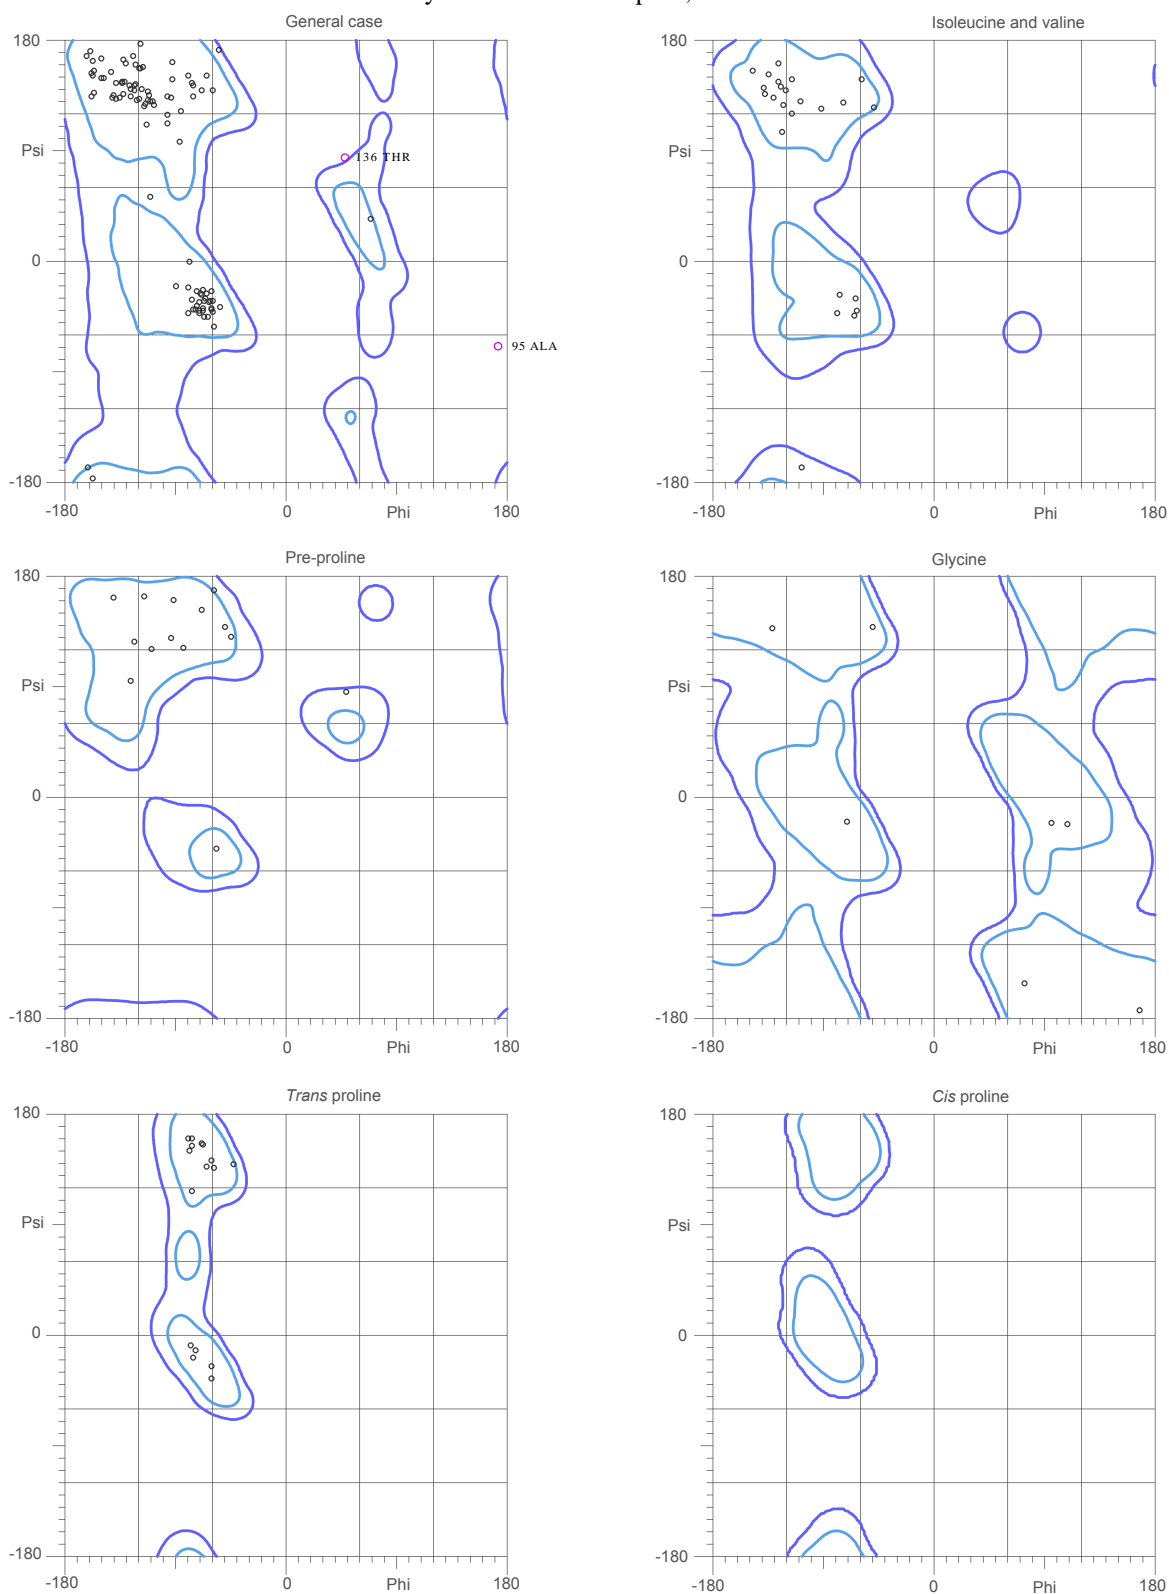 General case
Isoleucine and valine
180
Psi
0
-180
-180
0
Phi
180
136 THR
95 ALA
180
Psi
0
-180
-180
0
Phi
180
Pre-proline
Glycine
180
Psi
0
-180
-180
0
Phi
180
180
Psi
0
-180
-180
0
Phi
180
Trans proline
Cis proline
180
Psi
0
-180
-180
0
Phi
180
180
Psi
0
-180
-180
0
Phi
180